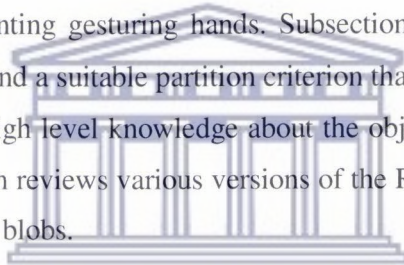 nting gesturing hands. Subsection
nd a suitable partition criterion tha
gh level knowledge about the obj
n reviews various versions of the
blobs.